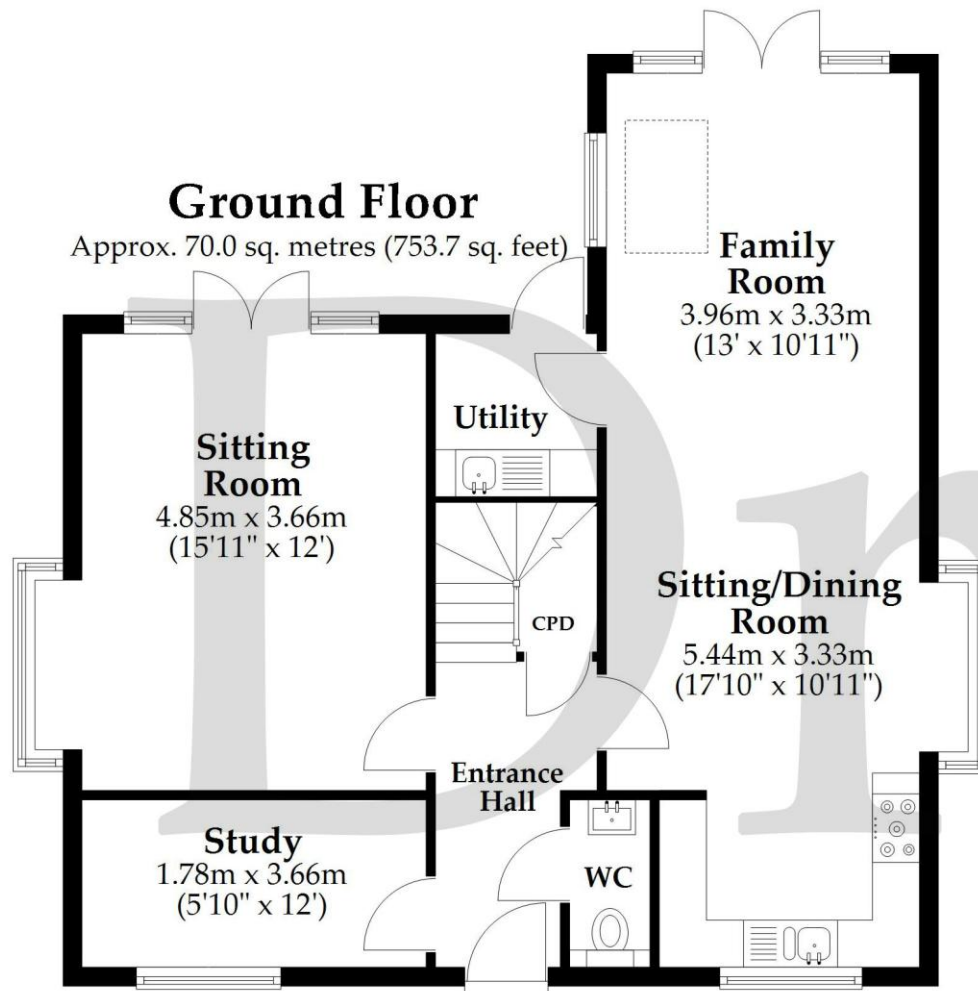 Ground Floor
Approx. 70.0 sq. metres (753.7 sq. feet)
Family
Room
3.96m x 3.33m
(13' x 10'11")
Utility
Sitting
Room
4.85m x 3.66m
(15'11" x 12')
Sitting/Dining
Room
5.44m x 3.33m
(17'10" x 10'11")
CPD
Entrance
Hall
Study
1.78m x 3.66m
(5'10" x 12')
WC
Dr